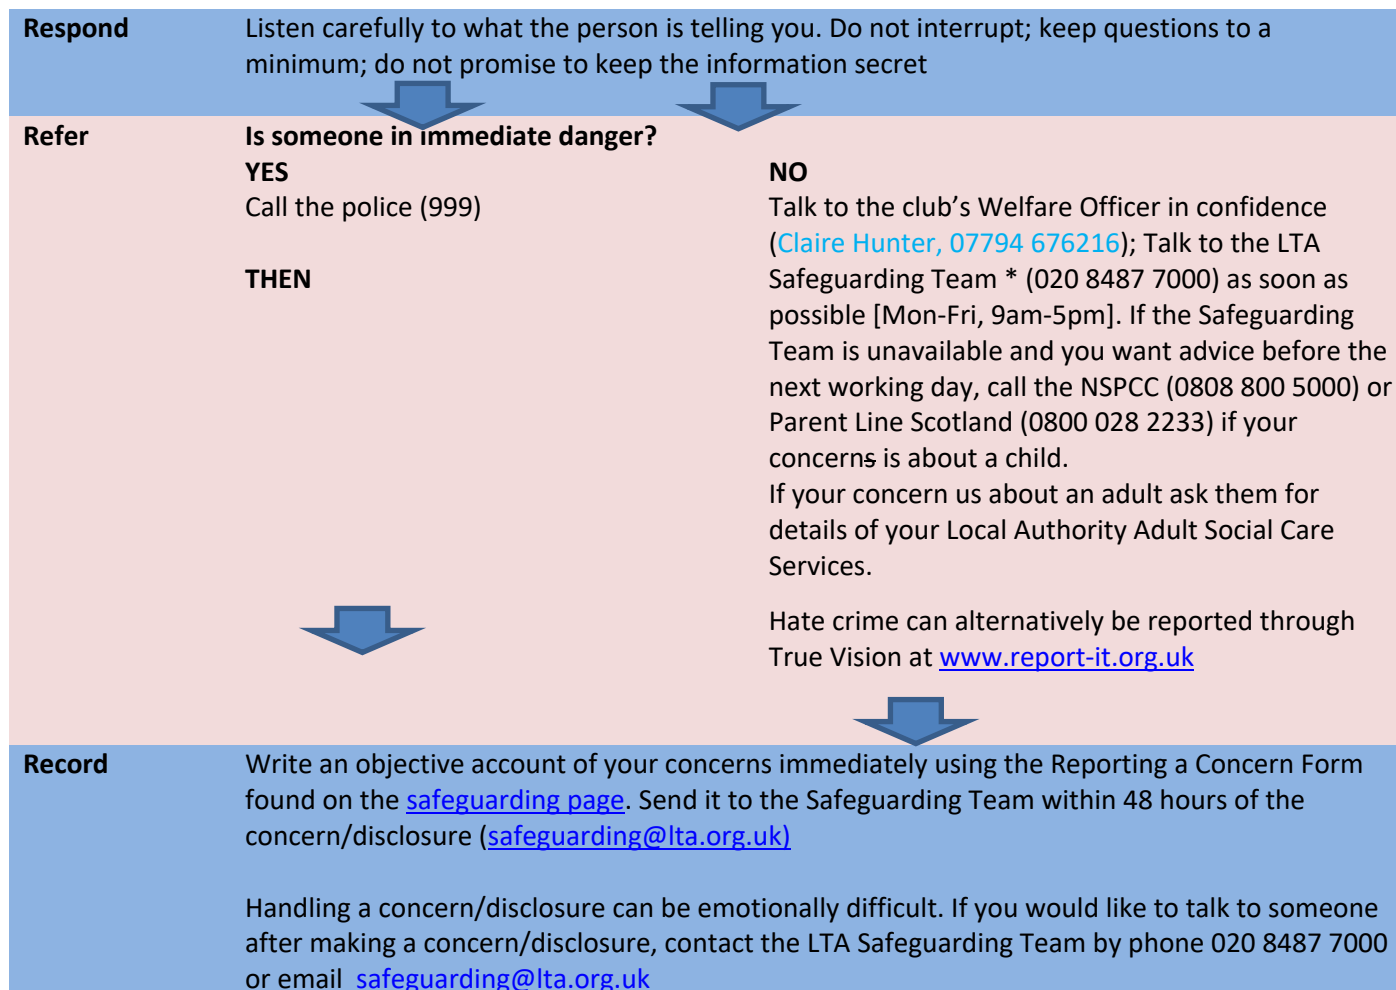 Respond
Listen carefully to what the person is telling you. Do not interrupt; keep questions to a
minimum; do not promise to keep the information secret
Refer
Is someone in immediate danger?
YES
Call the police (999)
THEN
NO
Talk to the club’s Welfare Officer in confidence
(Claire Hunter, 07794 676216); Talk to the LTA
Safeguarding Team * (020 8487 7000) as soon as
possible [Mon-Fri, 9am-5pm]. If the Safeguarding
Team is unavailable and you want advice before the
next working day, call the NSPCC (0808 800 5000) or
Parent Line Scotland (0800 028 2233) if your
concerns is about a child.
If your concern us about an adult ask them for
details of your Local Authority Adult Social Care
Services.
Hate crime can alternatively be reported through
True Vision at www.report-it.org.uk
Record
Write an objective account of your concerns immediately using the Reporting a Concern Form
found on the safeguarding page. Send it to the Safeguarding Team within 48 hours of the
concern/disclosure (safeguarding@lta.org.uk)
Handling a concern/disclosure can be emotionally difficult. If you would like to talk to someone
after making a concern/disclosure, contact the LTA Safeguarding Team by phone 020 8487 7000
or email safeguarding@lta.org.uk